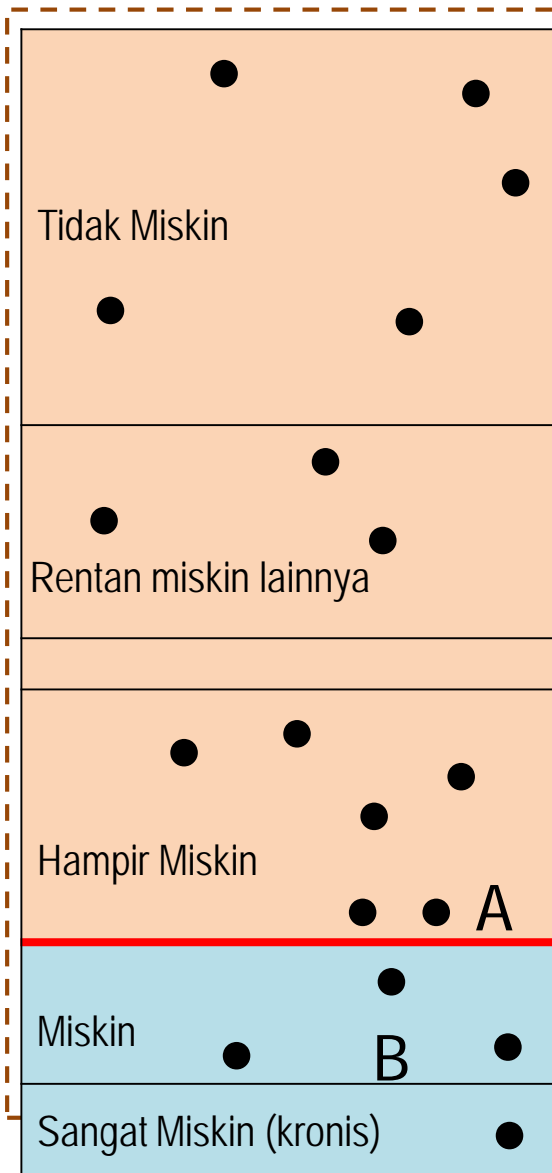 Tidak Miskin
Rentan miskin lainnya
Hampir Miskin
A
Miskin
B
Sangat Miskin (kronis)